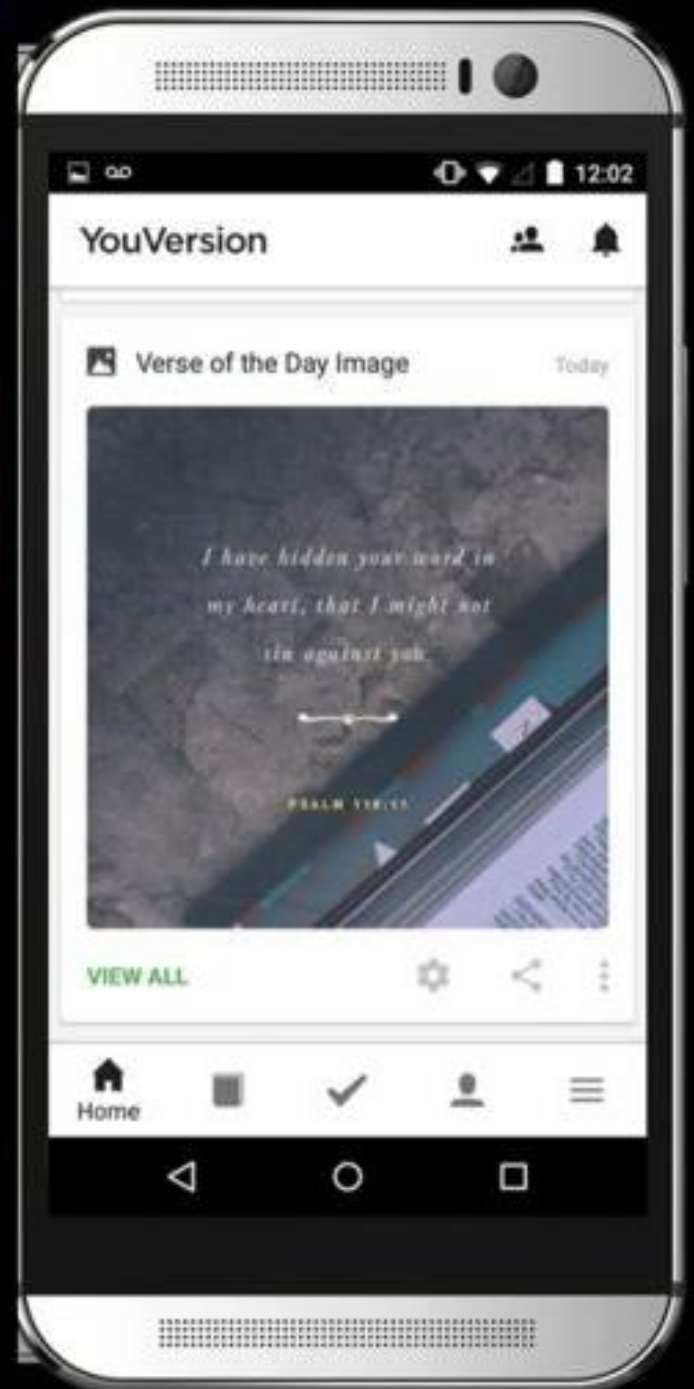 12:02
YouVersion
Verse of the Day Image
Today
I have hidden your word in
my heart, that I might not
sin against you.
PSALM
VIEW ALL
Home